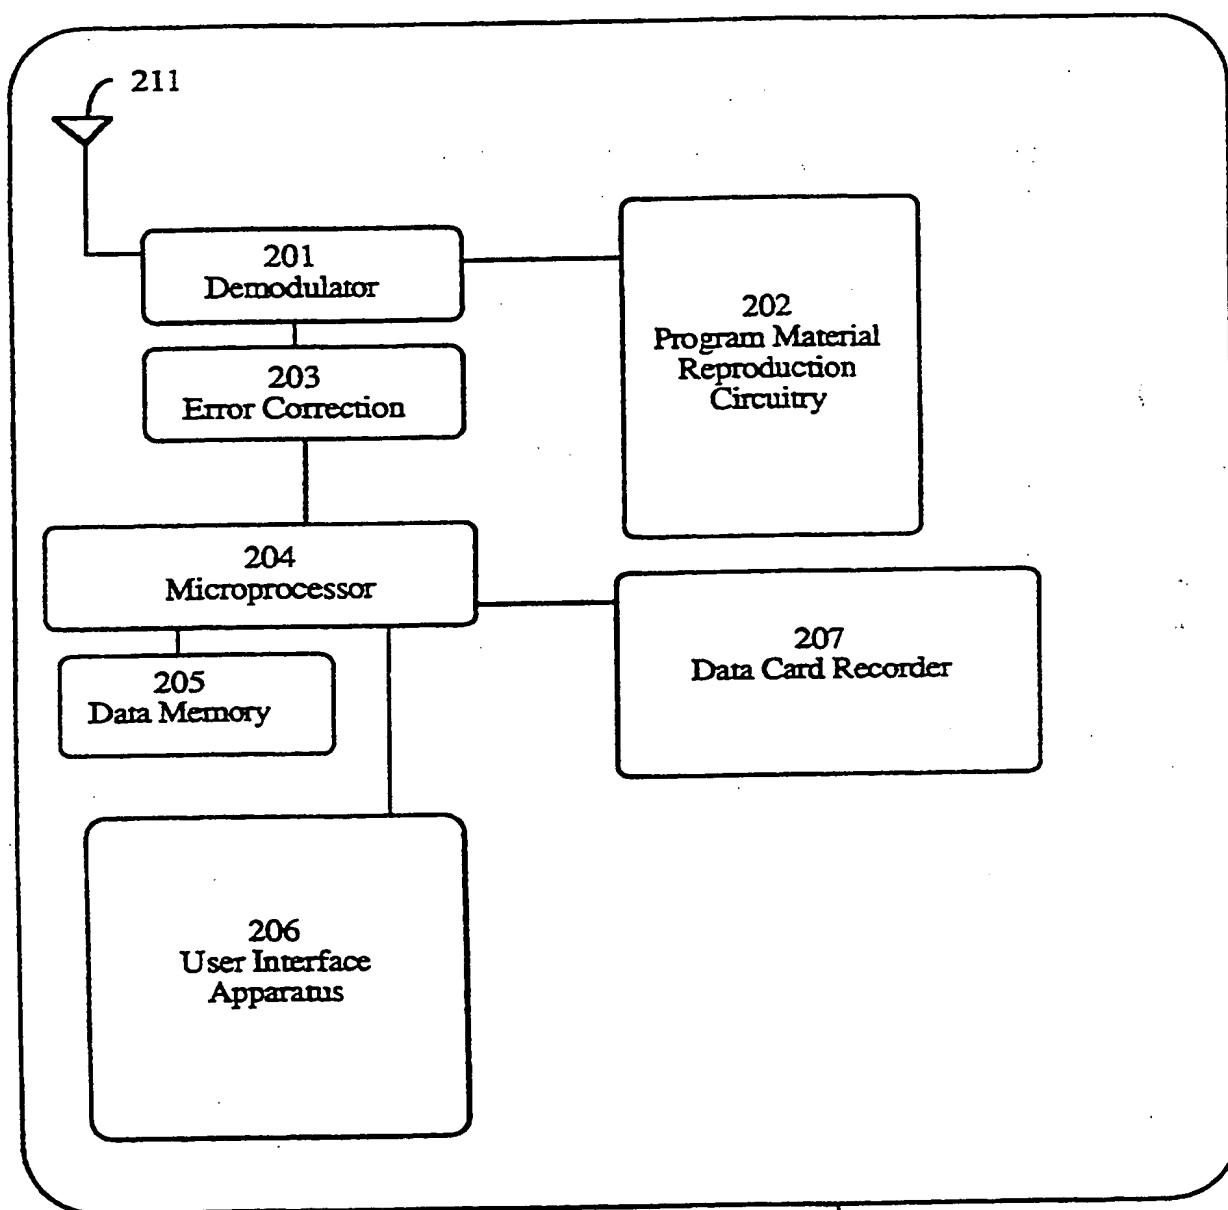 211
201
Demodulator
202
Program Material
Reproduction
Circuitry
203
Error Correction
204
Microprocessor
207
Data Card Recorder
205
Data Memory
206
User Interface
Apparatus